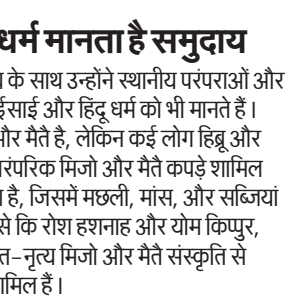 धर्म मानता है समुदाय
के साथ उन्होंने स्थानीय परंपराओं और
ईसाई और हिंदू धर्म को भी मानते हैं।
और मैतै है, लेकिन कई लोग हिब्रू और
पारंपरिक मिजो और मैतै कपड़े शामिल
है, जिसमें मछली, मांस, और सब्जियां
से कि रोश हशनाह और योम किप्पुर,
त-नृत्य मिजो और मैतै संस्कृति से
शामिल हैं।